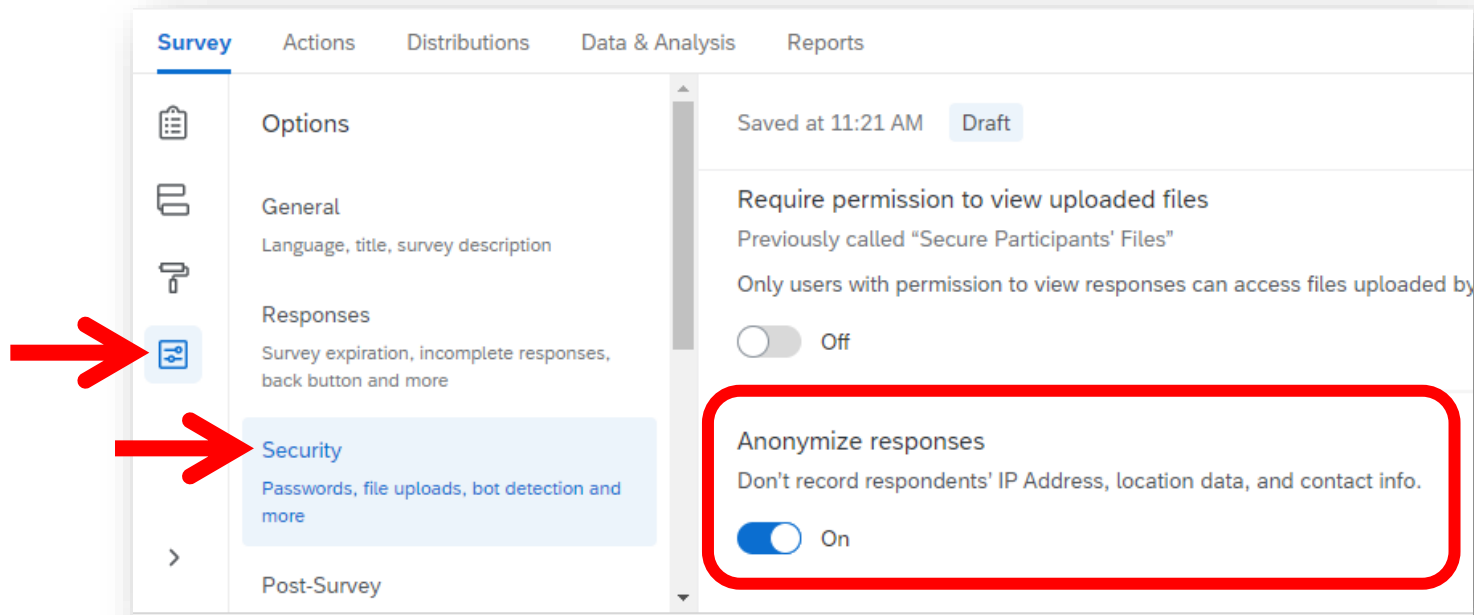 Survey Actions Distributions Data & Analysis Reports
Options
General
Language, title, survey description
Responses
Survey expiration, incomplete responses,
back button and more
Security
Passwords, file uploads, bot detection and
more
Post-Survey
Saved at 11:21 AM Draft
Require permission to view uploaded files
Previously called “Secure Participants' Files”
Only users with permission to view responses can access files uploaded by
Off
Anonymize responses
Don't record respondents' IP Address, location data, and contact info.
On